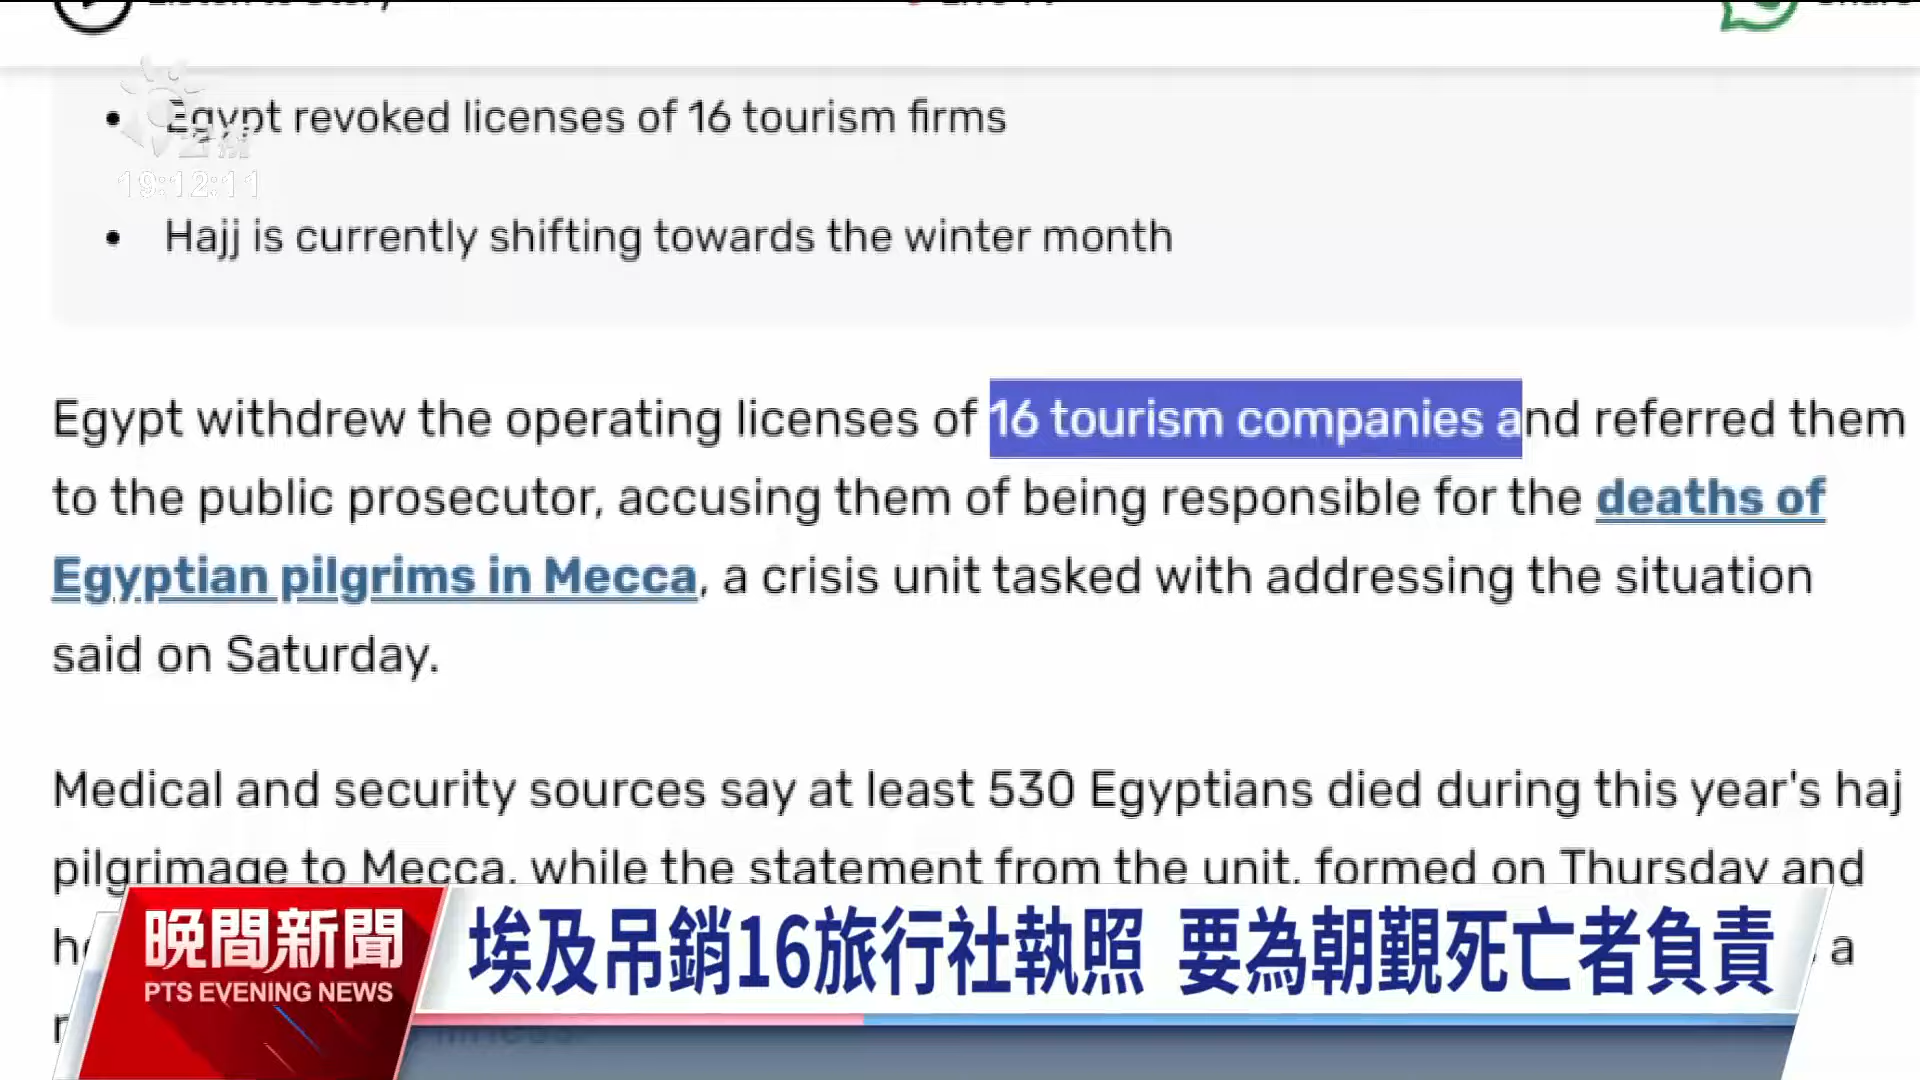 Egypt revoked licenses of 16 tourism firms
公視
19:12:11
Hajj is currently shifting towards the winter month
Egypt withdrew the operating licenses of 16 tourism companies and referred them
to the public prosecutor, accusing them of being responsible for the deaths of
Egyptian pilgrims in Mecca, a crisis unit tasked with addressing the situation
said on Saturday.
Medical and security sources say at least 530 Egyptians died during this year's haj
pilgrimage to Mecca, while the statement from the unit, formed on Thursday and
a
晚間新聞
PTS EVENING NEWS
埃及吊銷16旅行社執照 要為朝覲死亡者負責